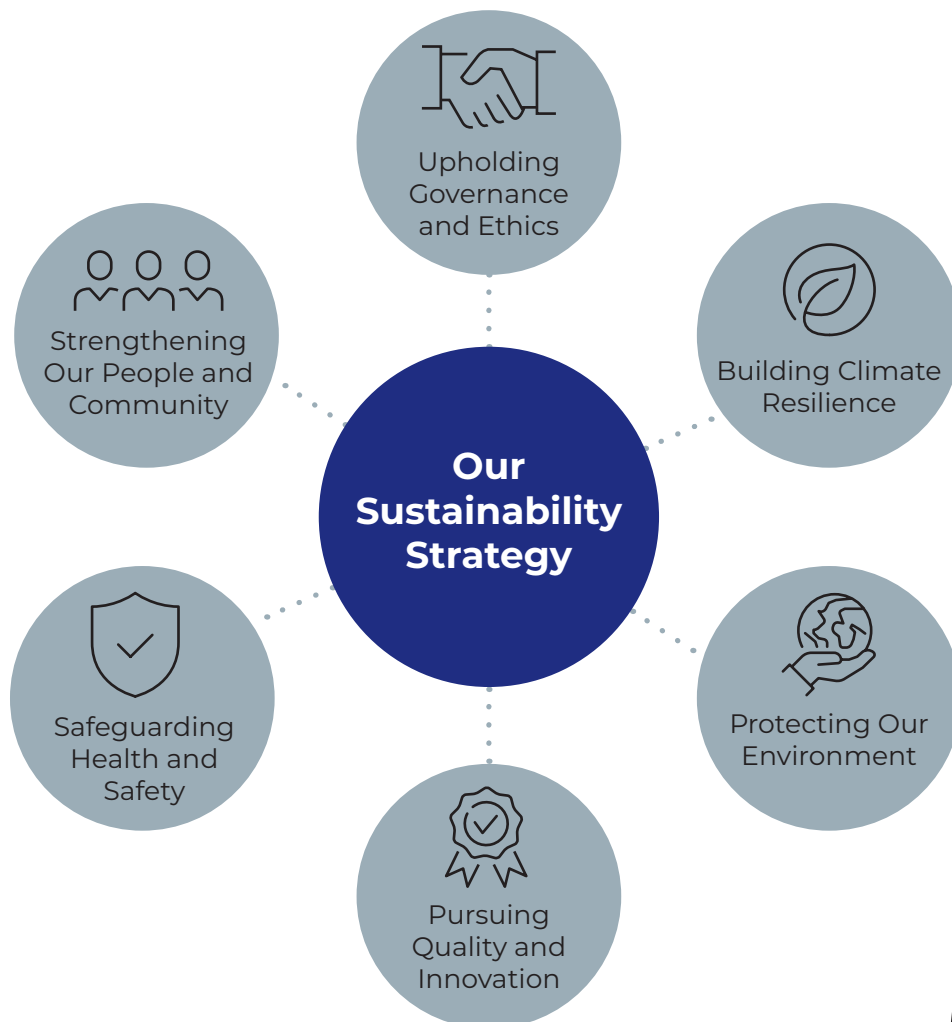 Upholding
Governance
and Ethics
Strengthening
Our People and
Community
Building Climate
Resilience
Our
Sustainability
Strategy
Safeguarding
Health and
Safety
Protecting Our
Environment
Pursuing
Quality and
Innovation